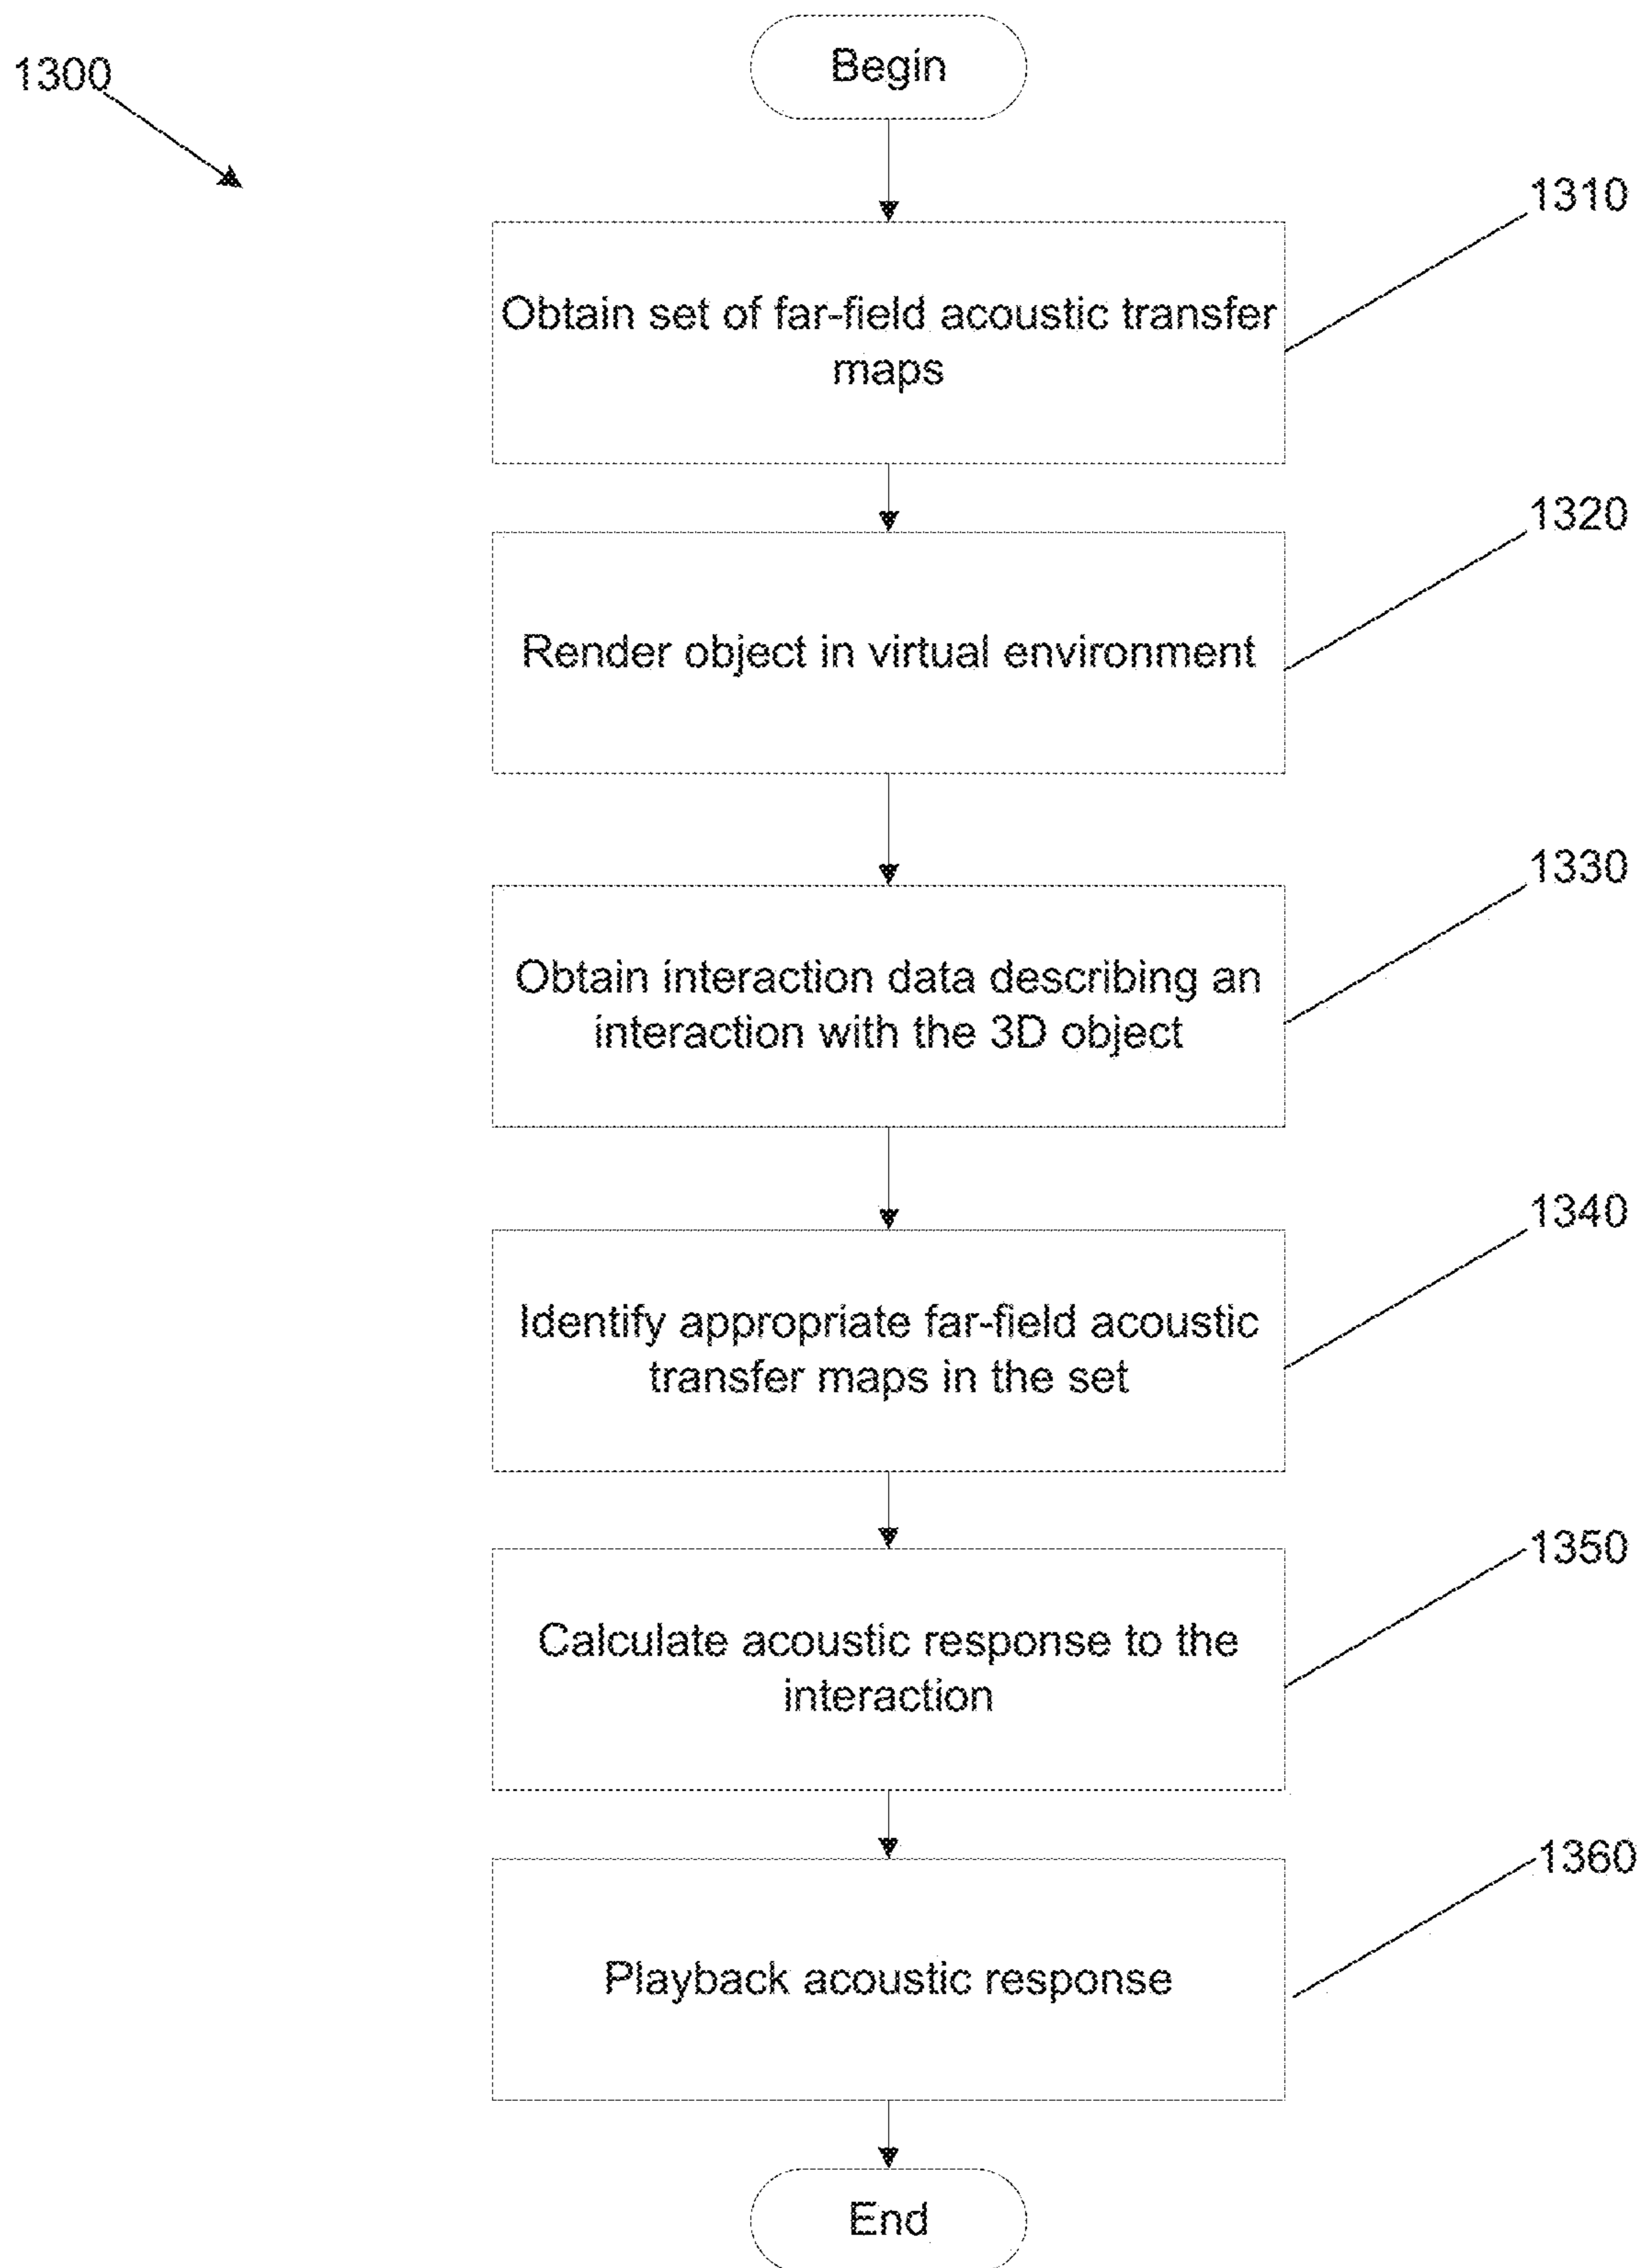 Begin
1300
1310
Obtain set of far-field acoustic transfer
maps
1320
Render object in virtual environment
1330
Obtain interaction data describing an
interaction with the 3D object
1340
Identify appropriate far-field acoustic
transfer maps in the set
1350
Calculate acoustic response to the
interaction
1360
Playback acoustic response
End